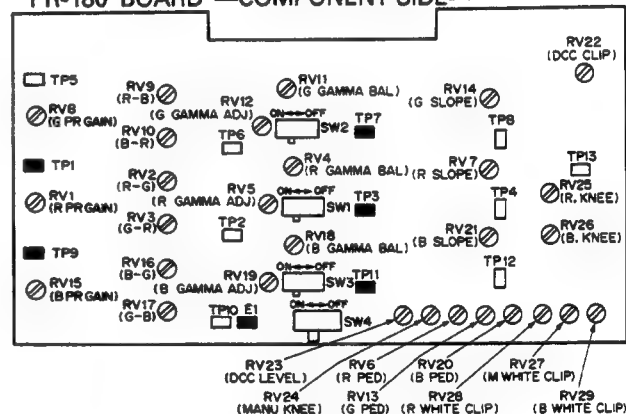 PR-180 BOARD —COMPONENT SIDE—
RV22
(DCC CLIP)
TP5
RV8
(G PR GAIN)
RV9
(R-B)
RV12
(G GAMMA ADJ)
RV11
(G GAMMA BAL)
RV14
(G SLOPE)
RV10
(B-R)
TP6
ON↔OFF
SW2
TP7
TP8
TP1
RV4
(R GAMMA BAL)
RV7
(R SLOPE)
TP13
RV2
(R-G)
RV5
(R GAMMA ADJ)
ON↔OFF
SW1
TP3
TP4
RV25
(R. KNEE)
RV1
(R PR GAIN)
RV3
(G-R)
TP2
RV18
(B GAMMA BAL)
RV21
(B SLOPE)
RV26
(B. KNEE)
TP9
RV16
(B-G)
RV19
(B GAMMA ADJ)
ON↔OFF
SW3
TP11
TP12
RV15
(B PR GAIN)
RV17
(G-B)
TP10
E1
ON↔OFF
SW4
RV23
(DCC LEVEL)
RV6
(R PED)
RV20
(B PED)
RV27
(M WHITE CLIP)
RV24
(MANU KNEE)
RV13
(G PED)
RV28
(R WHITE CLIP)
RV29
(B WHITE CLIP)